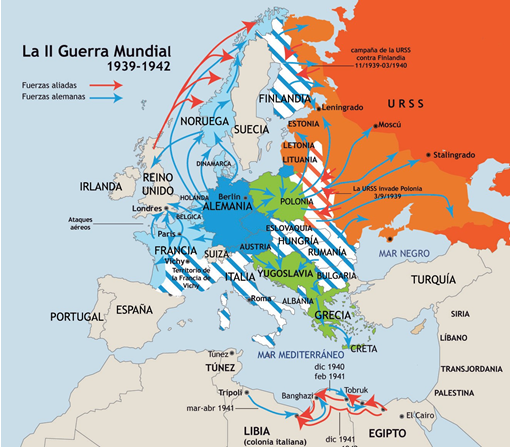 La II Guerra Mundial
1939-1942
Fuerzas aliadas
Fuerzas alemanas
campaña de la URSS
contra Finlandia
11/1939-03/1940
FINLANDIA
URSS
Leningrado
NORUEGA
SUECIA
ESTONIA
Moscú
LETONIA
LITUANIA
Stalingrado
DINAMARCA
IRLANDA
REINO
UNIDO
HOLANDA
Berlín
ALEMANIA
POLONIA
La URSS invade Polonia
3/9/1939
Londres
BÉLGICA
Ataques
aéreos
París
ESLOVAQUIA
HUNGRÍA
AUSTRIA
RUMANÍA
MAR NEGRO
FRANCIA
Vichy
SUIZA
Territorio de
la Francia de
Vichy
ITALIA
YUGOSLAVIA
BULGARIA
TURQUÍA
Roma
ALBANIA
PORTUGAL
ESPAÑA
GRECIA
SIRIA
CRETA
LÍBANO
MAR MEDITERRÁNEO
TRANSJORDANIA
Túnez
TÚNEZ
dic 1940
feb 1941
PALESTINA
Trípoli
Banghazi
Tobruk
mar-abr 1941
El Cairo
LIBIA
(colonia italiana)
EGIPTO
dic 1941